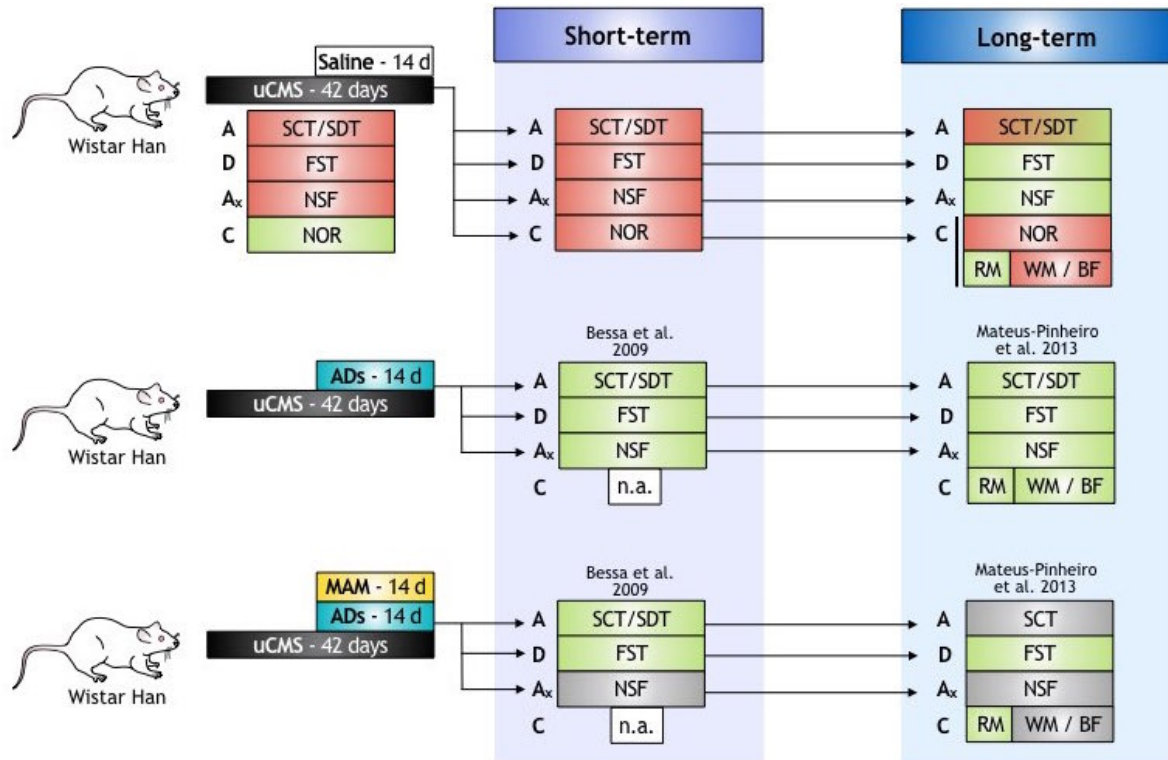 Short-term
Long-term
Saline - 14 d
uCMS - 42 days
Wistar Han
A SCT/SDT
D FST
Ax NSF
C NOR
A SCT/SDT
D FST
Ax NSF
C NOR
A SCT/SDT
D FST
Ax NSF
C NOR
RM WM / BF
ADs - 14 d
uCMS - 42 days
Wistar Han
Bessa et al.
2009
A SCT/SDT
D FST
Ax NSF
C n.a.
Mateus-Pinheiro
et al. 2013
A SCT/SDT
D FST
Ax NSF
C RM WM / BF
MAM - 14 d
ADs - 14 d
uCMS - 42 days
Wistar Han
Bessa et al.
2009
A SCT/SDT
D FST
Ax NSF
C n.a.
Mateus-Pinheiro
et al. 2013
A SCT
D FST
Ax NSF
C RM WM / BF